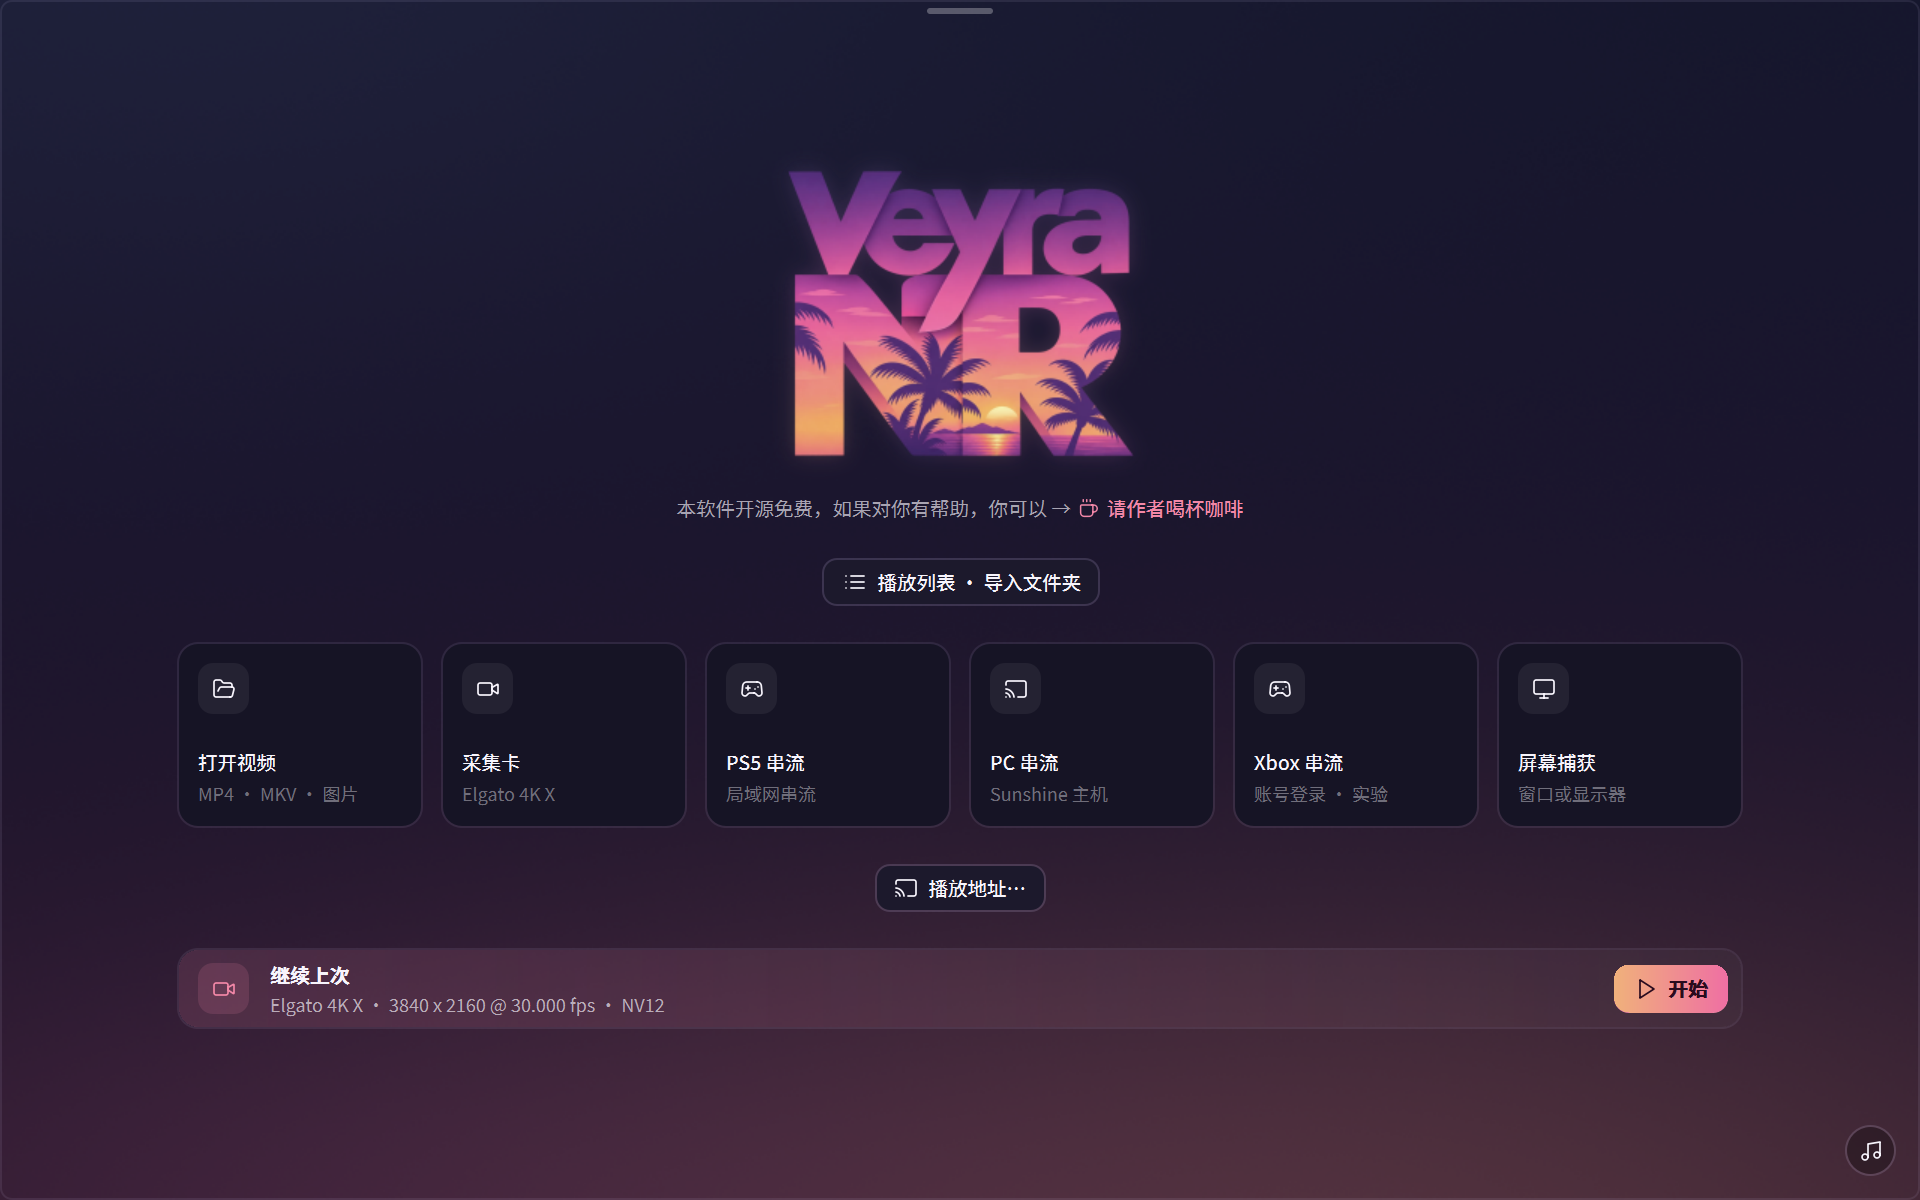 Veyra
NR
本软件开源免费，如果对你有帮助，你可以 → 请作者喝杯咖啡
播放列表 • 导入文件夹
打开视频
MP4 • MKV • 图片
采集卡
Elgato 4K X
PS5 串流
局域网串流
PC 串流
Sunshine 主机
Xbox 串流
账号登录 • 实验
屏幕捕获
窗口或显示器
播放地址…
继续上次
Elgato 4K X • 3840 x 2160 @ 30.000 fps • NV12
开始